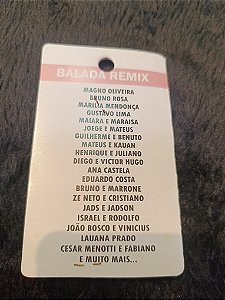 BALADA REMIX
MAGNO OLIVEIRA
BRUNO ROSA
MARILIA MENDONÇA
GUSTAVO LIMA
MAIARA E MARAISA
JOEGE E MATEUS
GUILHERME E BENUTO
MATEUS E KAUAN
HENRIQUE E JULIANO
DIEGO E VICTOR HUGO
ANA CASTELA
EDUARDO COSTA
BRUNO E MARRONE
ZE NETO E CRISTIANO
JADS E JADSON
ISRAEL E RODOLFO
JOÃO BOSCO E VINICIUS
LAUANA PRADO
CESAR MENOTTI E FABIANO
E MUITO MAIS...